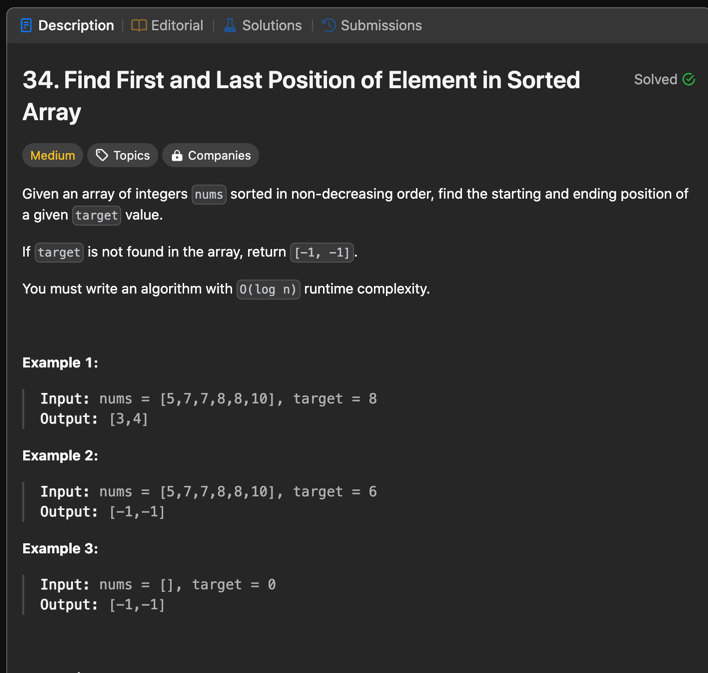 Description Editorial Solutions Submissions
34. Find First and Last Position of Element in Sorted
Array
Solved
Medium Topics Companies
Given an array of integers nums sorted in non-decreasing order, find the starting and ending position of
a given target value.
If target is not found in the array, return [-1, -1].
You must write an algorithm with O(log n) runtime complexity.
Example 1:
Input: nums = [5,7,7,8,8,10], target = 8
Output: [3,4]
Example 2:
Input: nums = [5,7,7,8,8,10], target = 6
Output: [-1,-1]
Example 3:
Input: nums = [], target = 0
Output: [-1,-1]